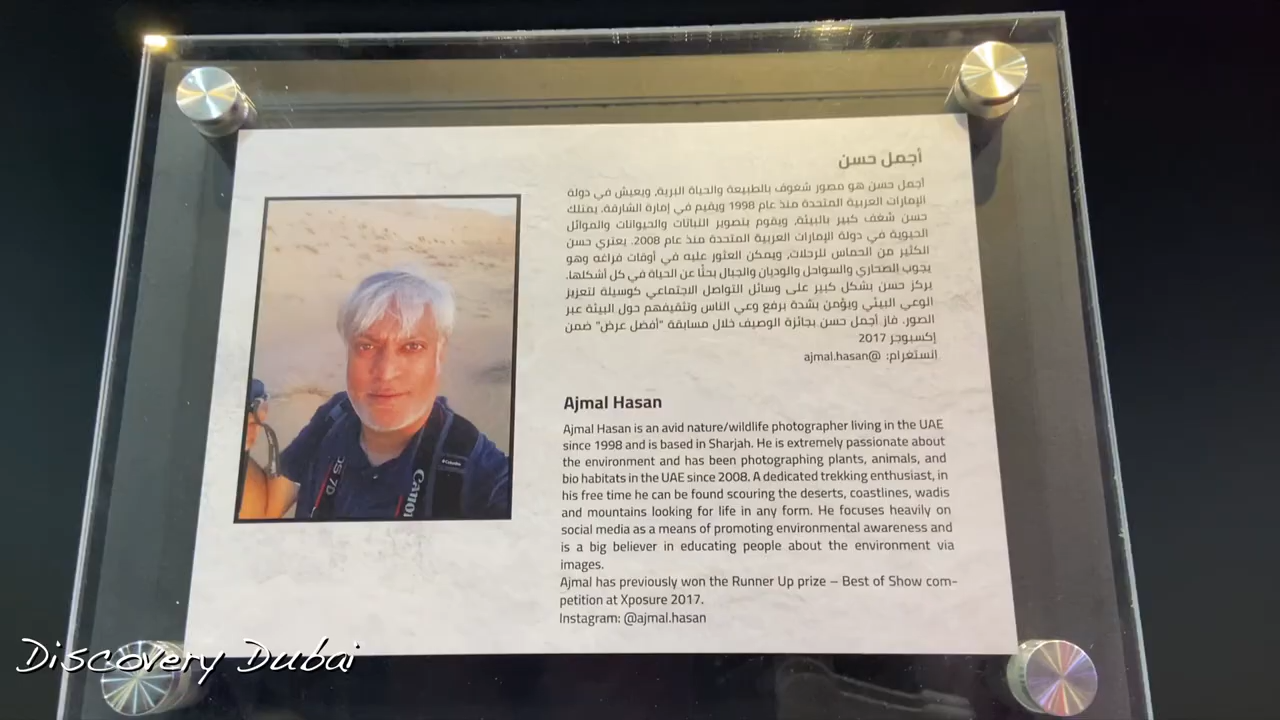 أجمل حسن
أجمل حسن هو مصور شغوف بالطبيعة والحياة البرية، ويعيش في دولة
الإمارات العربية المتحدة منذ عام 1998 ويقيم في إمارة الشارقة. يمتلك
حسن شغف كبير بالبيئة، ويقوم بتصوير النباتات والحيوانات والموائل
الحيوية في دولة الإمارات العربية المتحدة منذ عام 2008. يعتري حسن
الكثير من الحماس للرحلات، ويمكن العثور عليه في أوقات فراغه وهو
يجوب الصحاري والسواحل والوديان والجبال بحثًا عن الحياة في كل أشكالها.
يركز حسن بشكل كبير على وسائل التواصل الاجتماعي كوسيلة لتعزيز
الوعي البيئي ويؤمن بشدة برفع وعي الناس وتثقيفهم حول البيئة عبر
الصور. فاز أجمل حسن بجائزة الوصيف خلال مسابقة "أفضل عرض" ضمن
إكسبوجر 2017
إنستغرام: @ajmal.hasan
Ajmal Hasan
Ajmal Hasan is an avid nature/wildlife photographer living in the UAE
since 1998 and is based in Sharjah. He is extremely passionate about
the environment and has been photographing plants, animals, and
bio habitats in the UAE since 2008. A dedicated trekking enthusiast, in
his free time he can be found scouring the deserts, coastlines, wadis
and mountains looking for life in any form. He focuses heavily on
social media as a means of promoting environmental awareness and
is a big believer in educating people about the environment via
images.
Ajmal has previously won the Runner Up prize – Best of Show com-
petition at Xposure 2017.
Instagram: @ajmal.hasan
OS 7D
Canon
Columbia
Discovery Dubai